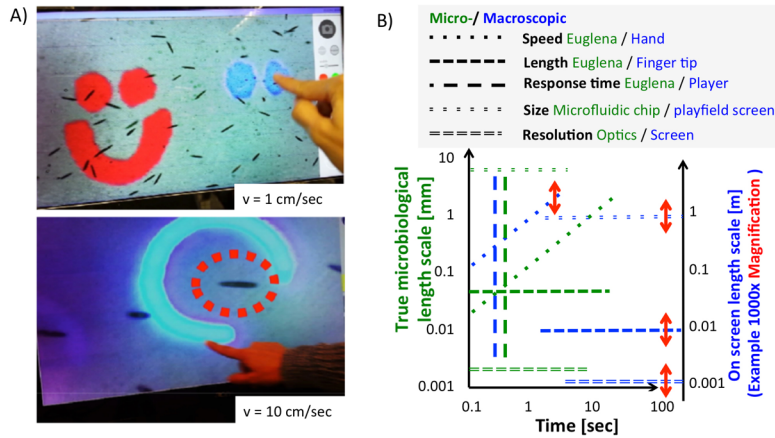 A)
v = 1 cm/sec
v = 10 cm/sec
B)
Micro-/ Macroscopic
Speed Euglena / Hand
Length Euglena / Finger tip
Response time Euglena / Player
Size Microfluidic chip / playfield screen
Resolution Optics / Screen
True microbiological
length scale [mm]
10
1
0.1
0.01
0.001
0.1
1
10
100
Time [sec]
1
0.1
0.01
0.001
On screen length scale [m]
(Example 1000x Magnification )